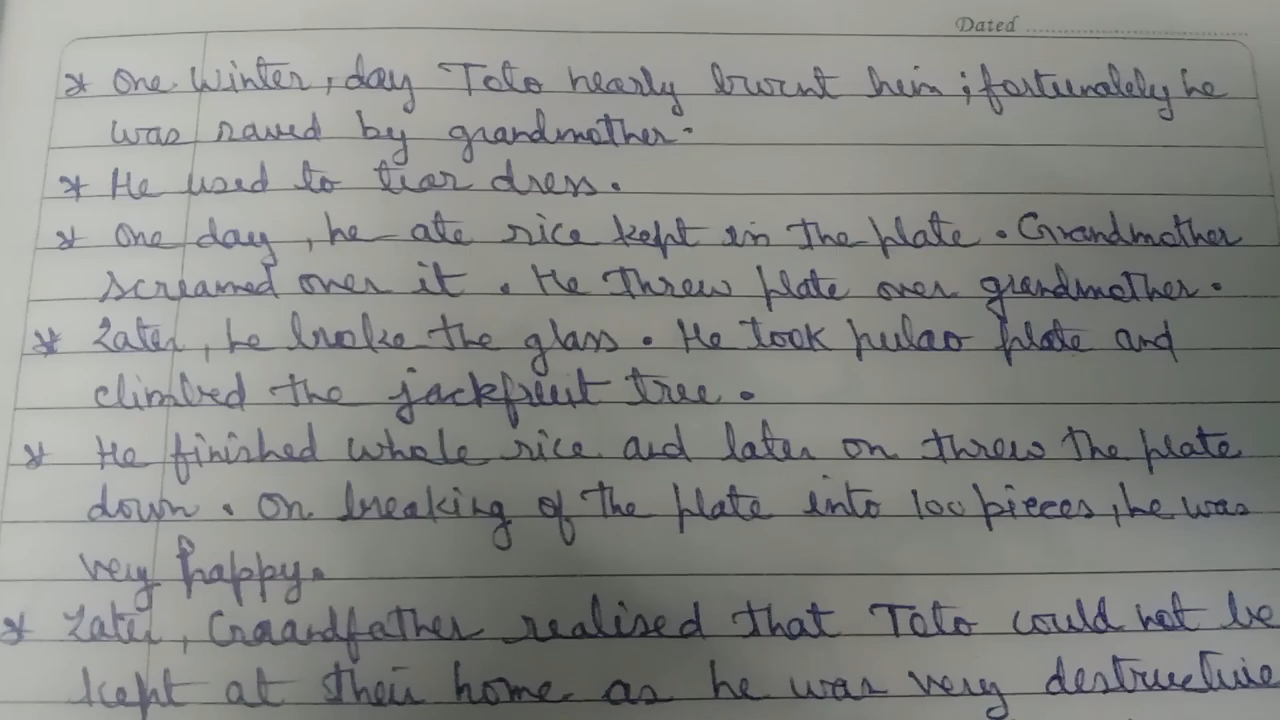 Dated
* One Winter, day Toto nearly burnt him; fortunately he
was saved by grandmother.
* He used to tear dress.
* One day, he ate rice kept in the plate. Grandmother
screamed over it. He threw plate over grandmother.
* Later, he broke the glass. He took pulao plate and
climbed the jackfruit tree.
* He finished whole rice and later on threw the plate
down. On breaking of the plate into 100 pieces, he was
very happy.
* Later, Graandfather realised that Toto could not be
kept at their home as he was very destructive